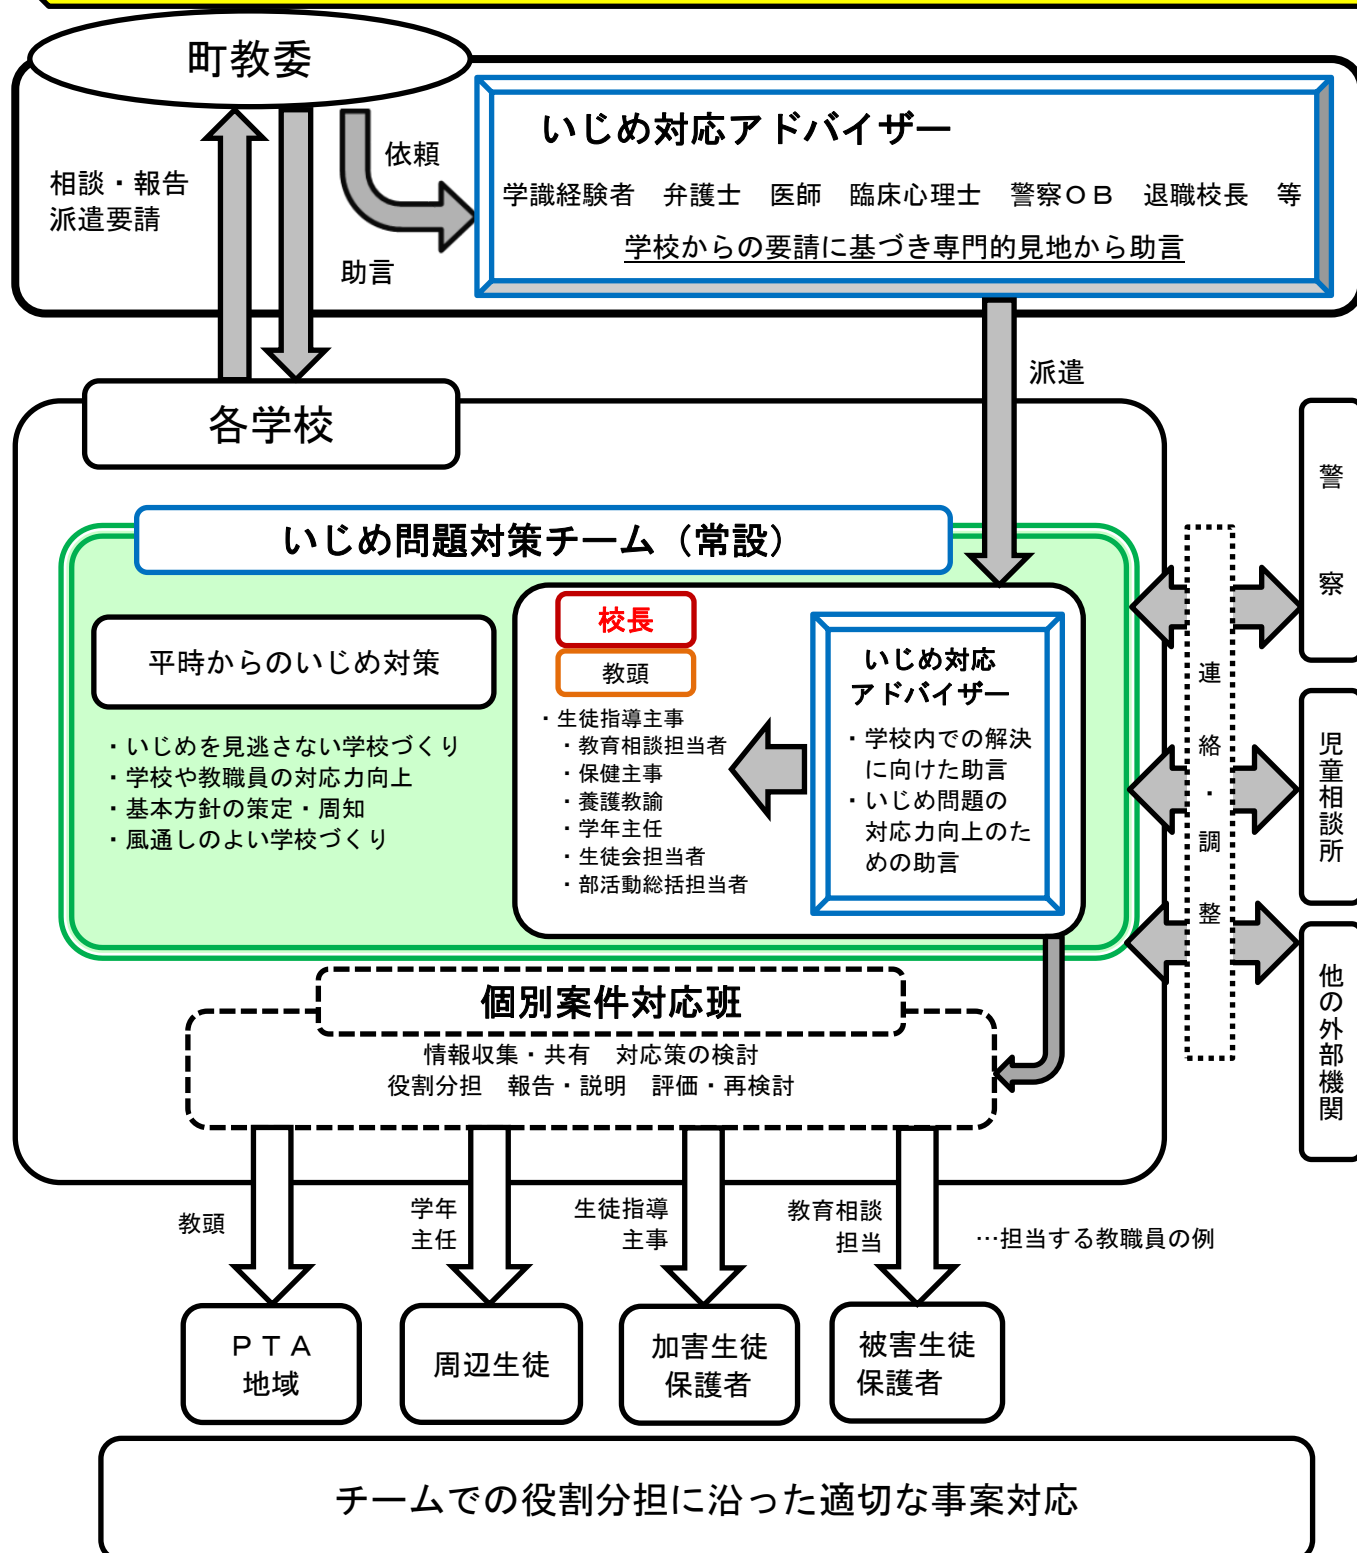 町教委
いじめ対応アドバイザー
学識経験者　弁護士　医師　臨床心理士　警察ＯＢ　退職校長　等
学校からの要請に基づき専門的見地から助言
依頼
相談・報告
派遣要請
助言
派遣
各学校
いじめ問題対策チーム（常設）
平時からのいじめ対策
・いじめを見逃さない学校づくり
・学校や教職員の対応力向上
・基本方針の策定・周知
・風通しのよい学校づくり
校長
教頭
・生徒指導主事
・教育相談担当者
・保健主事
・養護教諭
・学年主任
・生徒会担当者
・部活動総括担当者
いじめ対応
アドバイザー
・学校内での解決
に向けた助言
・いじめ問題の
対応力向上のた
めの助言
連絡・調整
警察
児童相談所
他の外部機関
個別案件対応班
情報収集・共有　対応策の検討
役割分担　報告・説明　評価・再検討
教頭
学年
主任
生徒指導
主事
教育相談
担当
…担当する教職員の例
ＰＴＡ
地域
周辺生徒
加害生徒
保護者
被害生徒
保護者
チームでの役割分担に沿った適切な事案対応